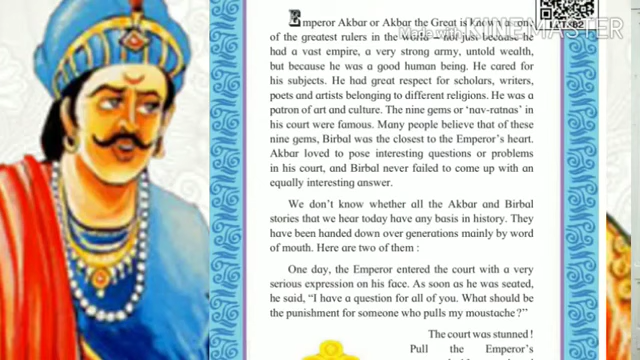 Made with KINEMASTER
Emperor Akbar or Akbar the Great is known as one
of the greatest rulers in the world – not just because he
had a vast empire, a very strong army, untold wealth,
but because he was a good human being. He cared for
his subjects. He had great respect for scholars, writers,
poets and artists belonging to different religions. He was a
patron of art and culture. The nine gems or ‘nav-ratnas’ in
his court were famous. Many people believe that of these
nine gems, Birbal was the closest to the Emperor’s heart.
Akbar loved to pose interesting questions or problems
in his court, and Birbal never failed to come up with an
equally interesting answer.
We don’t know whether all the Akbar and Birbal
stories that we hear today have any basis in history. They
have been handed down over generations mainly by word
of mouth. Here are two of them :
One day, the Emperor entered the court with a very
serious expression on his face. As soon as he was seated,
he said, “I have a question for all of you. What should be
the punishment for someone who pulls my moustache?”
The court was stunned !
Pull the Emperor’s